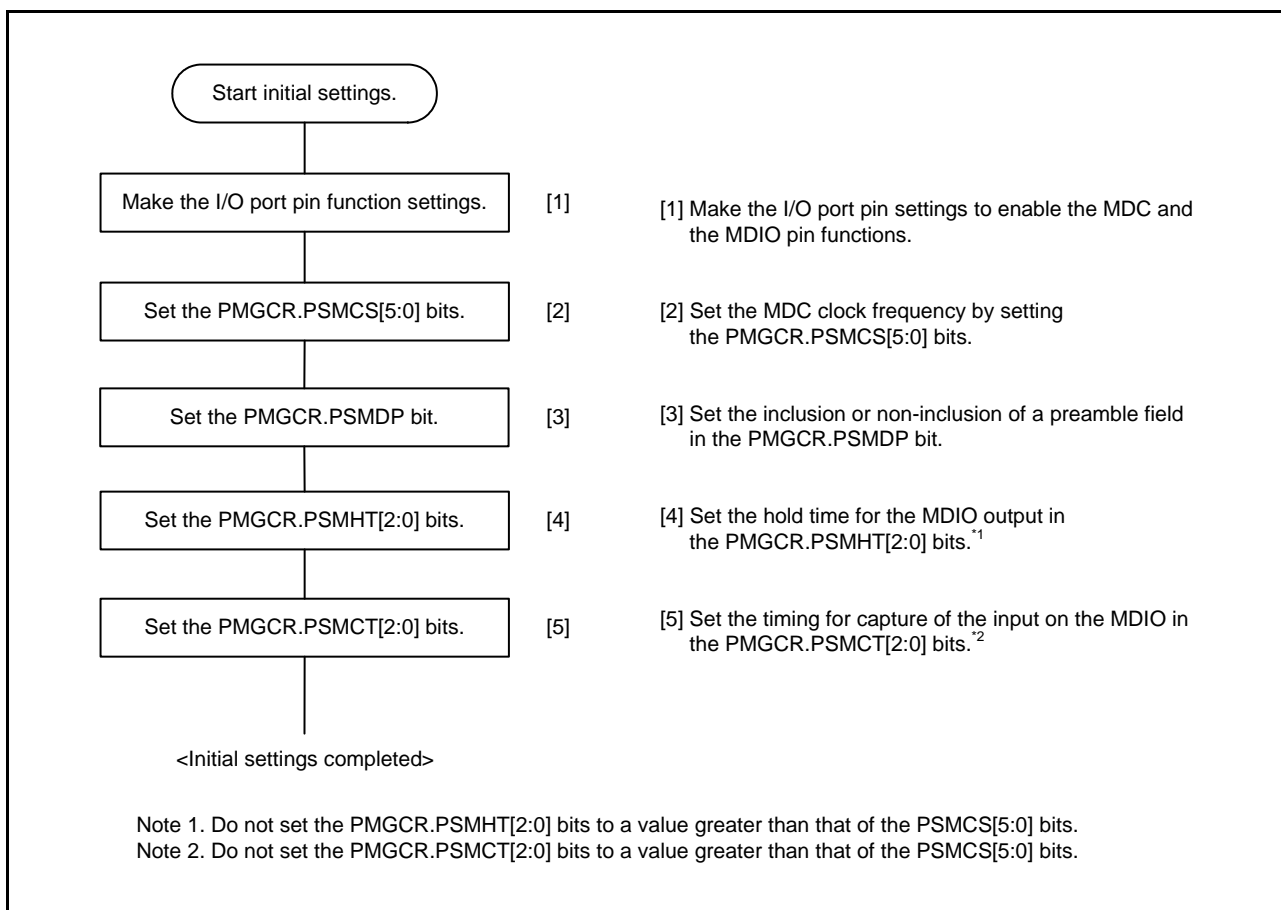 Start initial settings.
Make the I/O port pin function settings.
[1]
[1] Make the I/O port pin settings to enable the MDC and
the MDIO pin functions.
Set the PMGCR.PSMCS[5:0] bits.
[2]
[2] Set the MDC clock frequency by setting
the PMGCR.PSMCS[5:0] bits.
Set the PMGCR.PSMDP bit.
[3]
[3] Set the inclusion or non-inclusion of a preamble field
in the PMGCR.PSMDP bit.
Set the PMGCR.PSMHT[2:0] bits.
[4]
[4] Set the hold time for the MDIO output in
the PMGCR.PSMHT[2:0] bits.*1
Set the PMGCR.PSMCT[2:0] bits.
[5]
[5] Set the timing for capture of the input on the MDIO in
the PMGCR.PSMCT[2:0] bits.*2
<Initial settings completed>
Note 1. Do not set the PMGCR.PSMHT[2:0] bits to a value greater than that of the PSMCS[5:0] bits.
Note 2. Do not set the PMGCR.PSMCT[2:0] bits to a value greater than that of the PSMCS[5:0] bits.